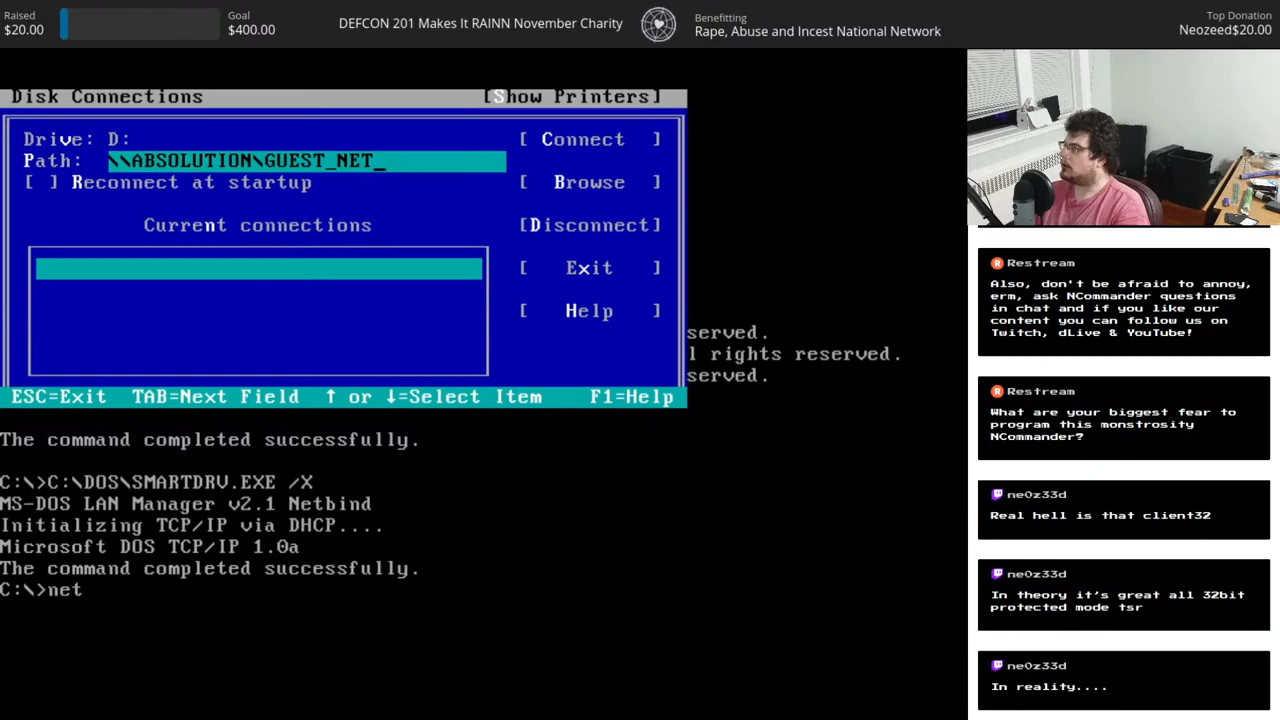 Raised
$20.00
Goal
$400.00
DEFCON 201 Makes It RAINN November Charity
Benefitting
Rape, Abuse and Incest National Network
Top Donation
Neozeed$20.00
Disk Connections [Show Printers]
Drive: D: [ Connect ]
Path: \\ABSOLUTION\GUEST_NET_
[ ] Reconnect at startup [ Browse ]
Current connections [Disconnect]
[ Exit ]
[ Help ]
served.
l rights reserved.
served.
ESC=Exit TAB=Next Field ↑ or ↓=Select Item F1=Help
The command completed successfully.
C:\>C:\DOS\SMARTDRV.EXE /X
MS-DOS LAN Manager v2.1 Netbind
Initializing TCP/IP via DHCP....
Microsoft DOS TCP/IP 1.0a
The command completed successfully.
C:\>net
Restream
Also, don't be afraid to annoy,
erm, ask NCommander questions
in chat and if you like our
content you can follow us on
Twitch, dLive & YouTube!
Restream
What are your biggest fear to
program this monstrosity
NCommander?
ne0z33d
Real hell is that client32
ne0z33d
In theory it's great all 32bit
protected mode tsr
ne0z33d
In reality....